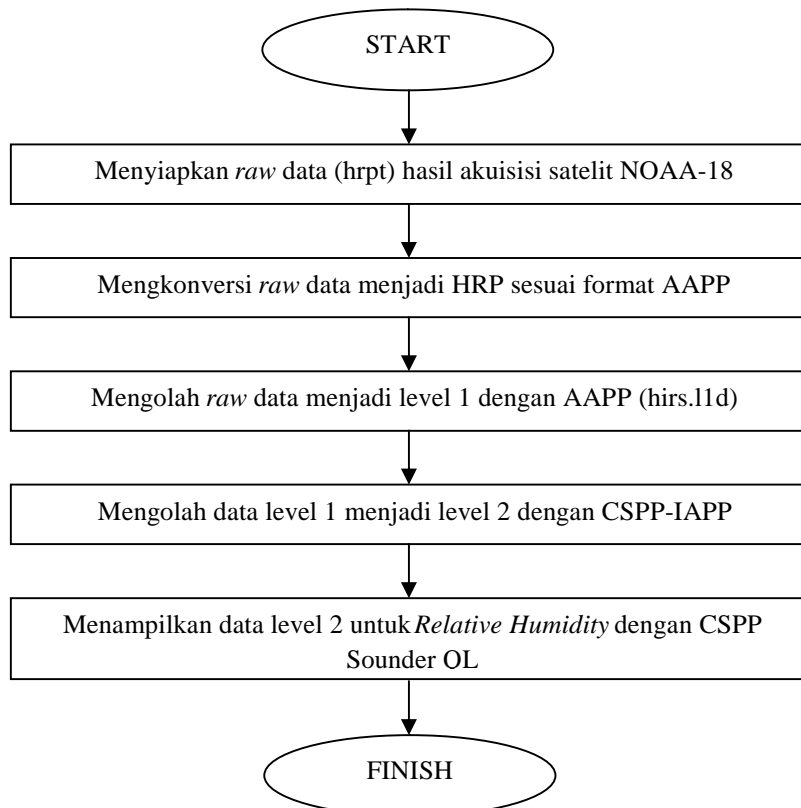 START
Menyiapkan raw data (hrpt) hasil akuisisi satelit NOAA-18
Mengkonversi raw data menjadi HRP sesuai format AAPP
Mengolah raw data menjadi level 1 dengan AAPP (hirs.l1d)
Mengolah data level 1 menjadi level 2 dengan CSPP-IAPP
Menampilkan data level 2 untuk Relative Humidity dengan CSPP
Sounder OL
FINISH